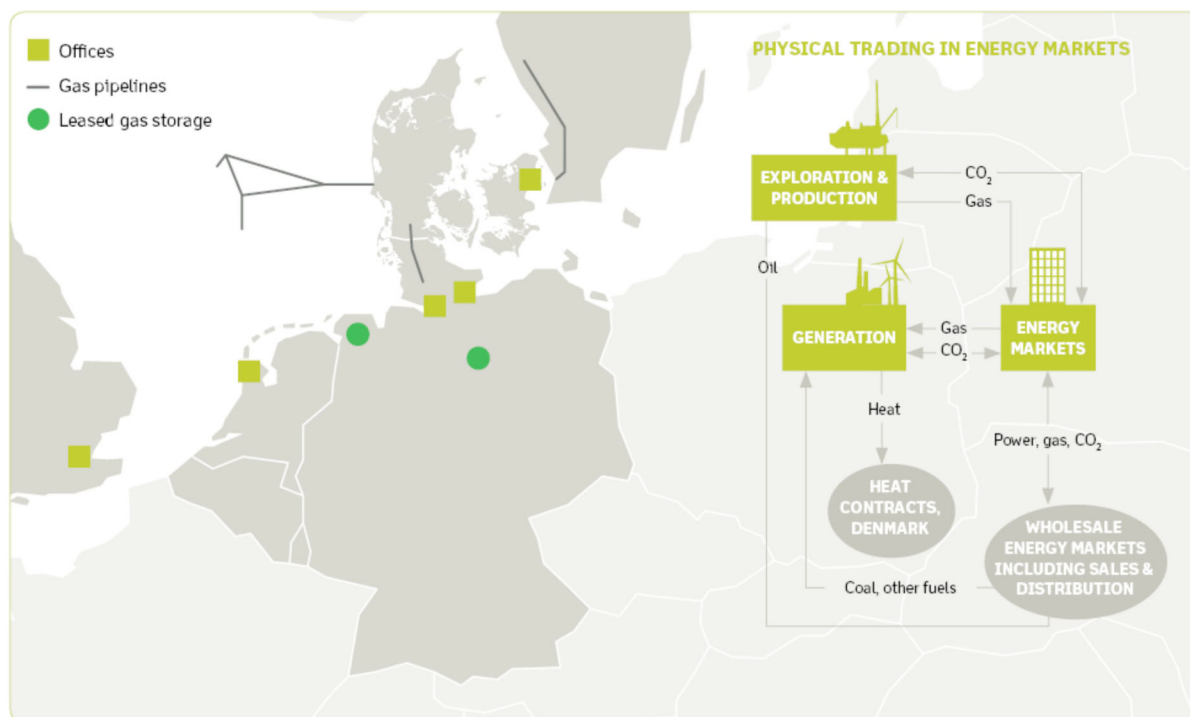 Offices
Gas pipelines
Leased gas storage
PHYSICAL TRADING IN ENERGY MARKETS
EXPLORATION &
PRODUCTION
CO₂
Gas
Oil
GENERATION
Gas
CO₂
ENERGY
MARKETS
Heat
Power, gas, CO₂
HEAT
CONTRACTS,
DENMARK
WHOLESALE
ENERGY MARKETS
INCLUDING SALES &
DISTRIBUTION
Coal, other fuels